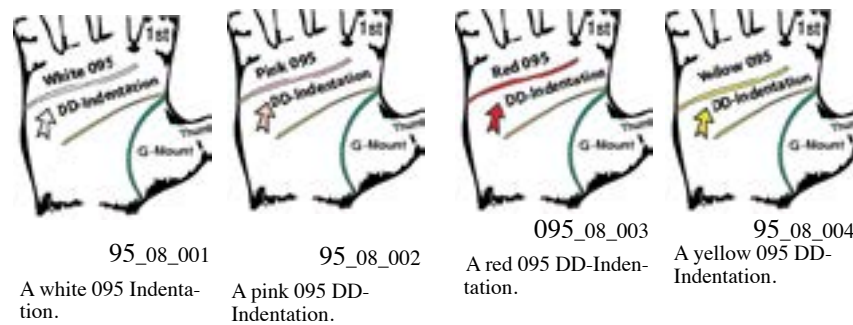 1st
White 095
DD-Indentation
G-Mount
1st
Pink 095
DD-Indentation
G-Mount
1st
Red 095
DD-Indentation
Thum
G-Mount
1st
Yellow 095
DD-Indentation
Thum
G-Mount
95_08_001
95_08_002
095_08_003
95_08_004
A white 095 Indenta-
tion.
A pink 095 DD-
Indentation.
A red 095 DD-Inden-
tation.
A yellow 095 DD-
Indentation.